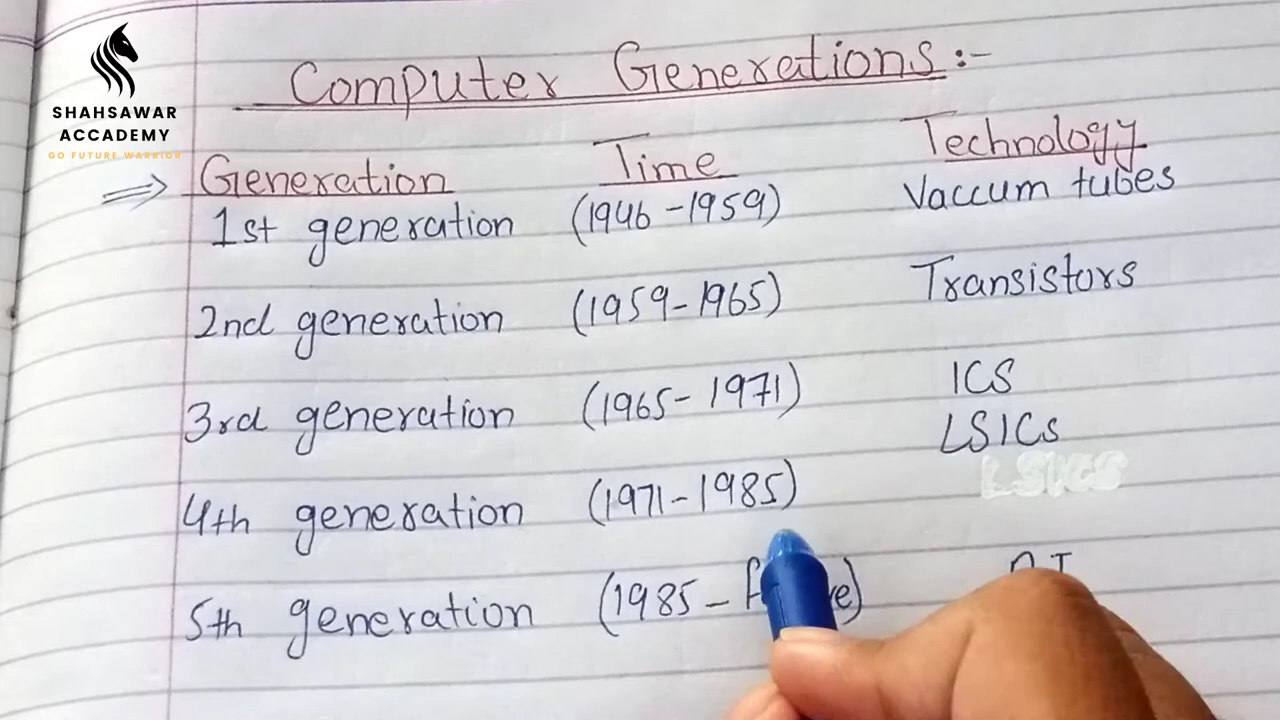 SHAHSAWAR
ACCADEMY
GO FUTURE WARRIOR
Computer Generations :-
Generation Time Technology
1st generation (1946-1959) Vaccum tubes
2nd generation (1959-1965) Transistors
3rd generation (1965-1971) ICS
LSICs
4th generation (1971-1985)
5th generation (1985-